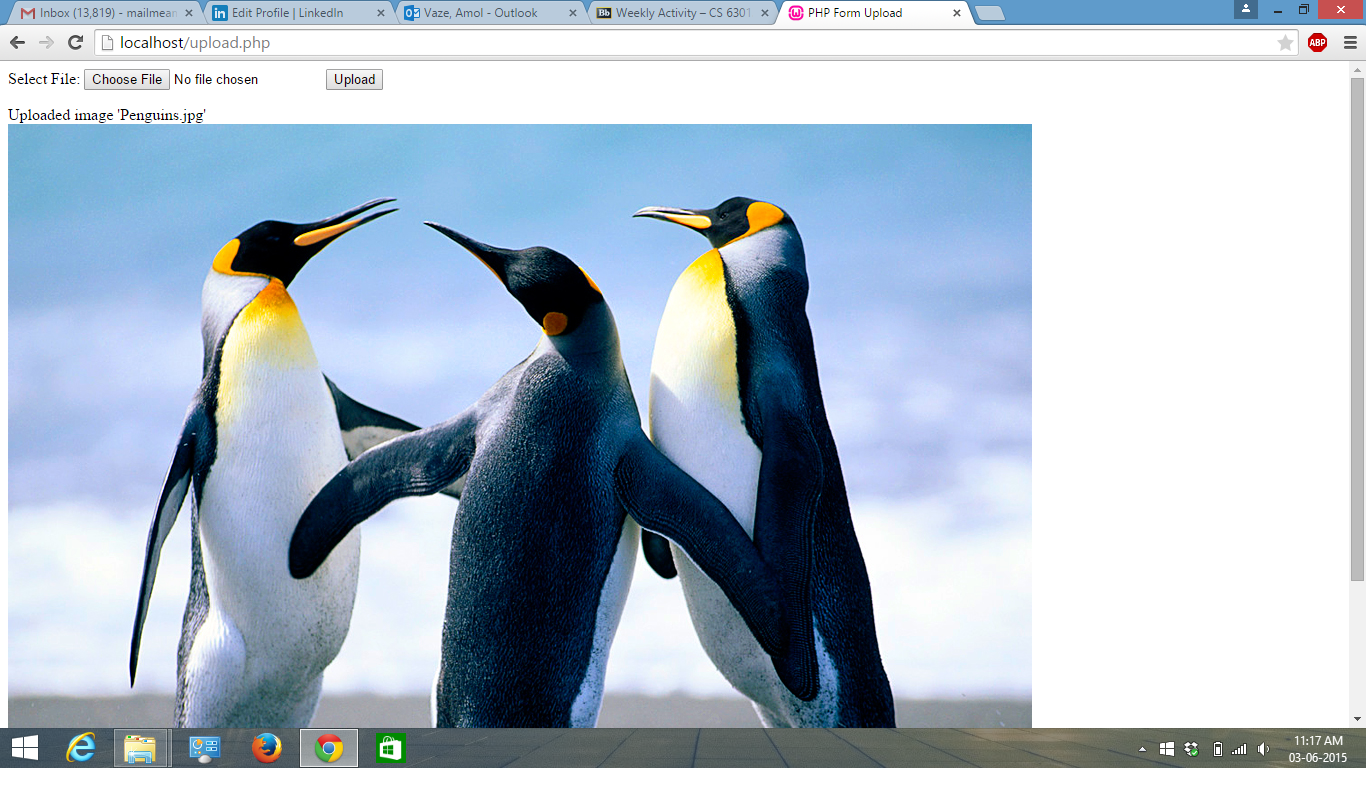 Inbox (13,819) - mailmean
Edit Profile | LinkedIn
Vaze, Amol - Outlook
Bb Weekly Activity – CS 6301
PHP Form Upload
localhost/upload.php
ABP
Select File: Choose File No file chosen Upload
Uploaded image 'Penguins.jpg'
11:17 AM
03-06-2015